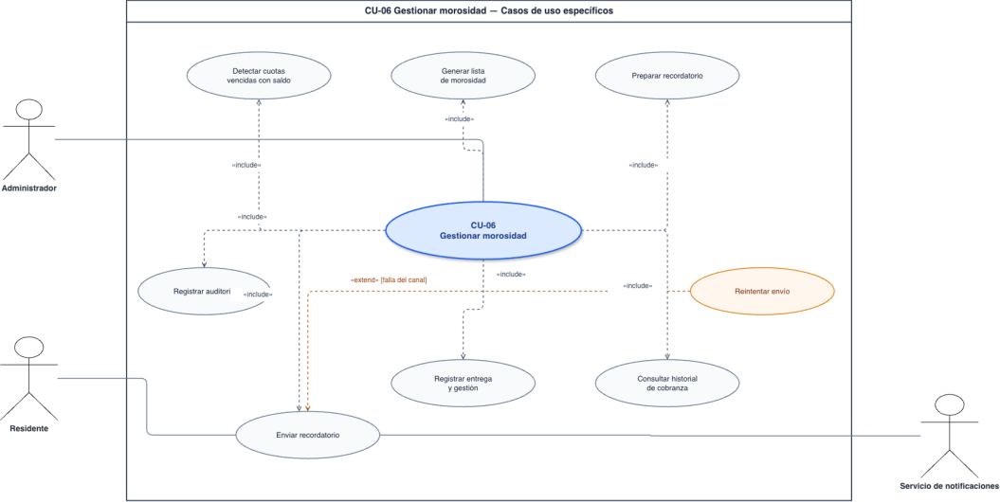 CU-06 Gestionar morosidad — Casos de uso específicos
Detectar cuotas
vencidas con saldo
Generar lista
de morosidad
Preparar recordatorio
«include»
«include»
«include»
Administrador
«include»
CU-06
Gestionar morosidad
«include»
«extend» [falla del canal]
«include»
Registrar auditorí
«include»
Reintentar envío
Registrar entrega
y gestión
Consultar historial
de cobranza
Residente
Enviar recordatorio
Servicio de notificaciones